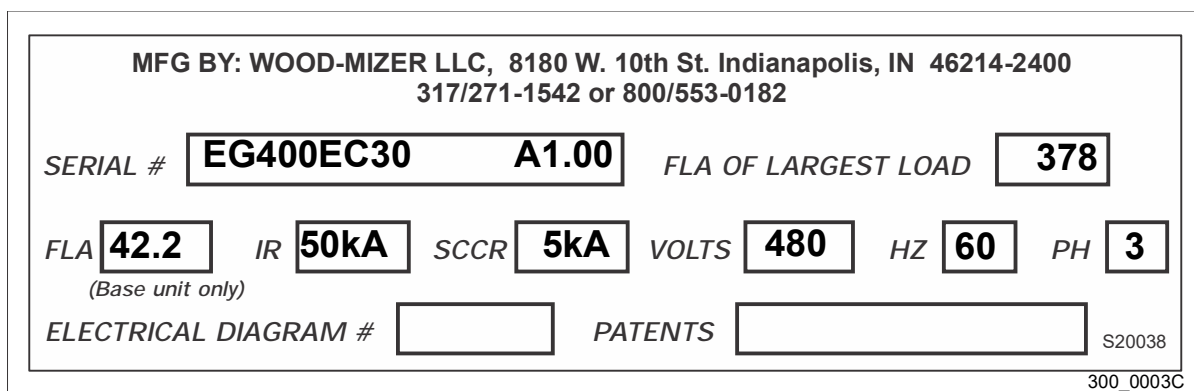 MFG BY: WOOD-MIZER LLC, 8180 W. 10th St. Indianapolis, IN 46214-2400
317/271-1542 or 800/553-0182
SERIAL # EG400EC30 A1.00 FLA OF LARGEST LOAD 378
FLA 42.2 IR 50kA SCCR 5kA VOLTS 480 HZ 60 PH 3
(Base unit only)
ELECTRICAL DIAGRAM # PATENTS S20038
300_0003C